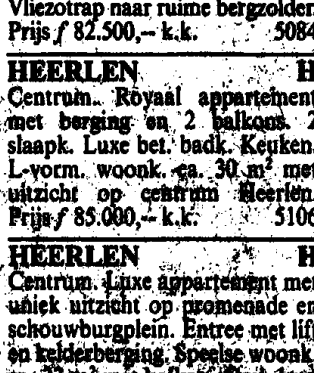 Vliezotrap naar ruime bergzolder
Prijs ƒ 82.500,– k.k. 5084
HEERLEN H
Centrum. Royaal appartement
met berging en 2 balkons. 2
slaapk. Luxe bet. badk. Keuken.
L-vorm. woonk. ca. 30 m² met
uitzicht op centrum Heerlen.
Prijs ƒ 85.000,– k.k. 5106
HEERLEN H
Centrum. Luxe appartement met
uniek uitzicht op promenade en
schouwburgplein. Entree met lift
en kelderberging. Speelse woonk.